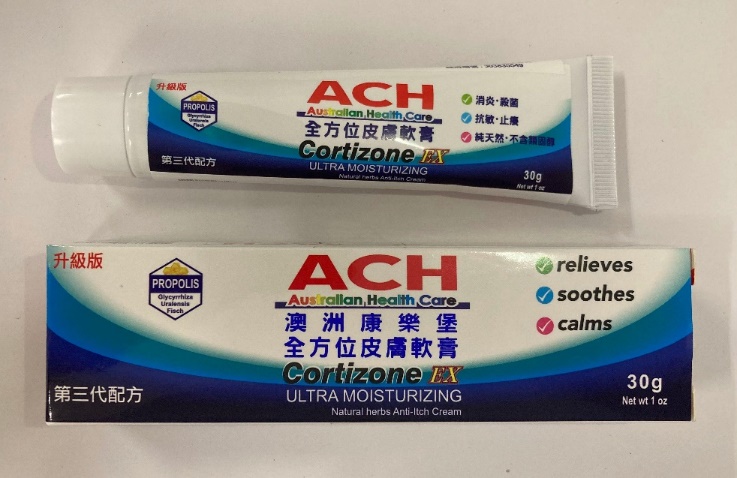 升級版
PROPOLIS
Glycyrrhiza
Uralensis
Fisch
第三代配方
ACH
Australian Health Care
全方位皮膚軟膏
Cortizone EX
ULTRA MOISTURIZING
Natural herbs Anti-Itch Cream
消炎·殺菌
抗敏·止癢
純天然·不含類固醇
30g
Net wt 1 oz
升級版
PROPOLIS
Glycyrrhiza
Uralensis
Fisch
第三代配方
ACH
Australian Health Care
澳洲康樂堡
全方位皮膚軟膏
Cortizone EX
ULTRA MOISTURIZING
Natural herbs Anti-Itch Cream
relieves
soothes
calms
30g
Net wt 1 oz